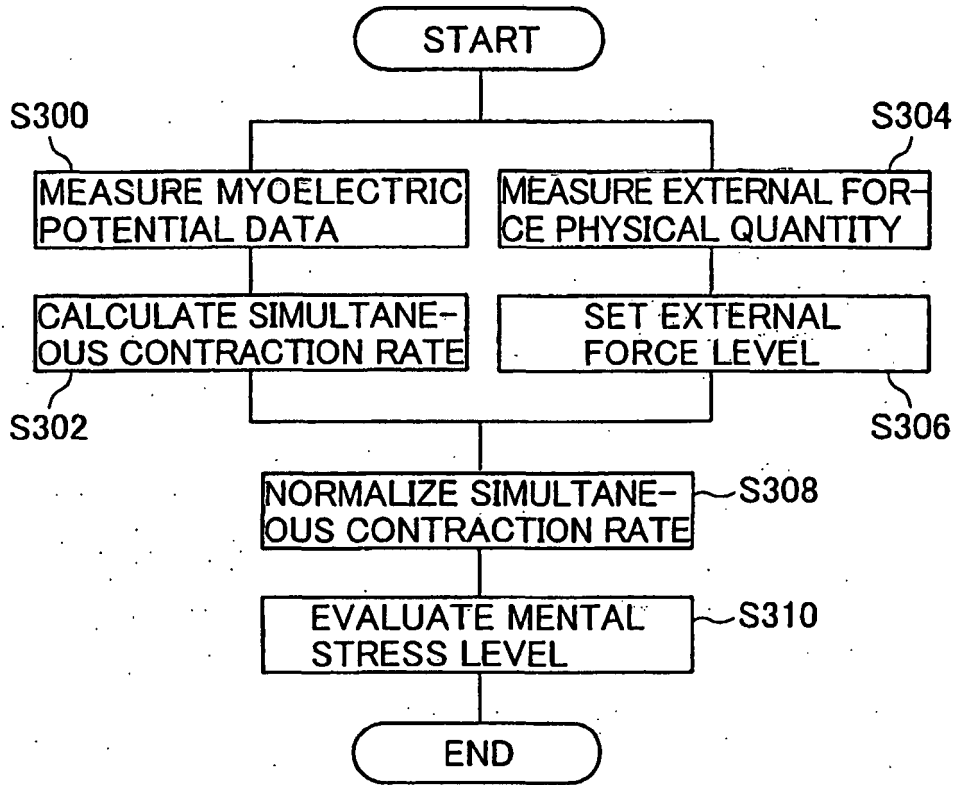 START
S300
S304
MEASURE MYOELECTRIC
POTENTIAL DATA
MEASURE EXTERNAL FOR-
CE PHYSICAL QUANTITY
CALCULATE SIMULTANE-
OUS CONTRACTION RATE
SET EXTERNAL
FORCE LEVEL
S302
S306
NORMALIZE SIMULTANE-
OUS CONTRACTION RATE
S308
EVALUATE MENTAL
STRESS LEVEL
S310
END